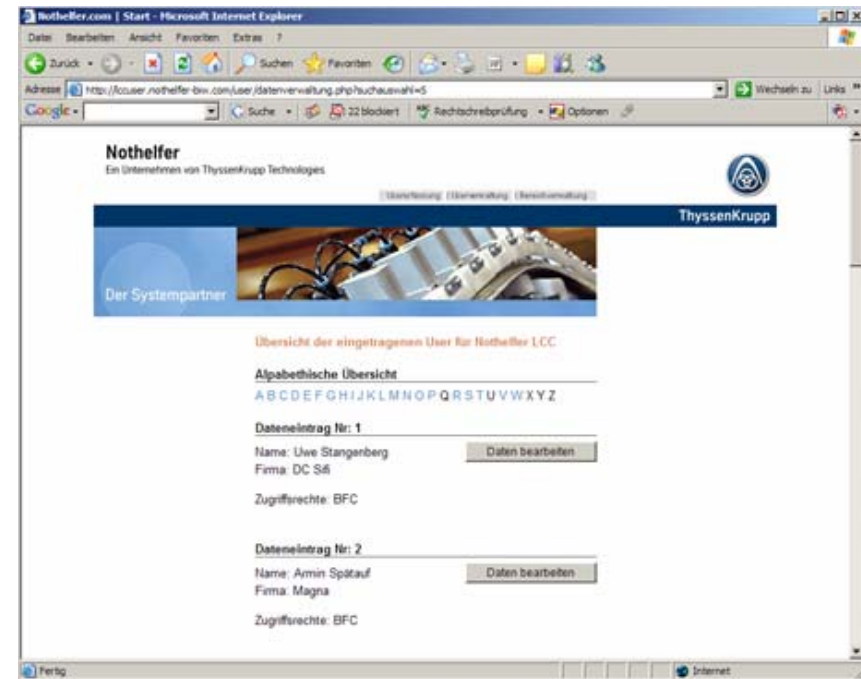 Nothelfer.com | Start - Microsoft Internet Explorer
Datei Bearbeiten Ansicht Favoriten Extras ?
Zurück Suchen Favoriten
Adresse http://lccuser.nothelfer-biw.com/user/datenverwaltung.php?suchauswahl=S Wechseln zu Links »
Google - Suche 22 blockiert Rechtschreibprüfung Optionen
Nothelfer
Ein Unternehmen von ThyssenKrupp Technologies
ThyssenKrupp
Der Systempartner
Übersicht der eingetragenen User für Nothelfer LCC
Alpabethische Übersicht
A B C D E F G H I J K L M N O P Q R S T U V W X Y Z
Dateneintrag Nr: 1
Name: Uwe Stangenberg Daten bearbeiten
Firma: DC Sifi
Zugriffsrechte: BFC
Dateneintrag Nr: 2
Name: Armin Spätauf Daten bearbeiten
Firma: Magna
Zugriffsrechte: BFC
Fertig Internet